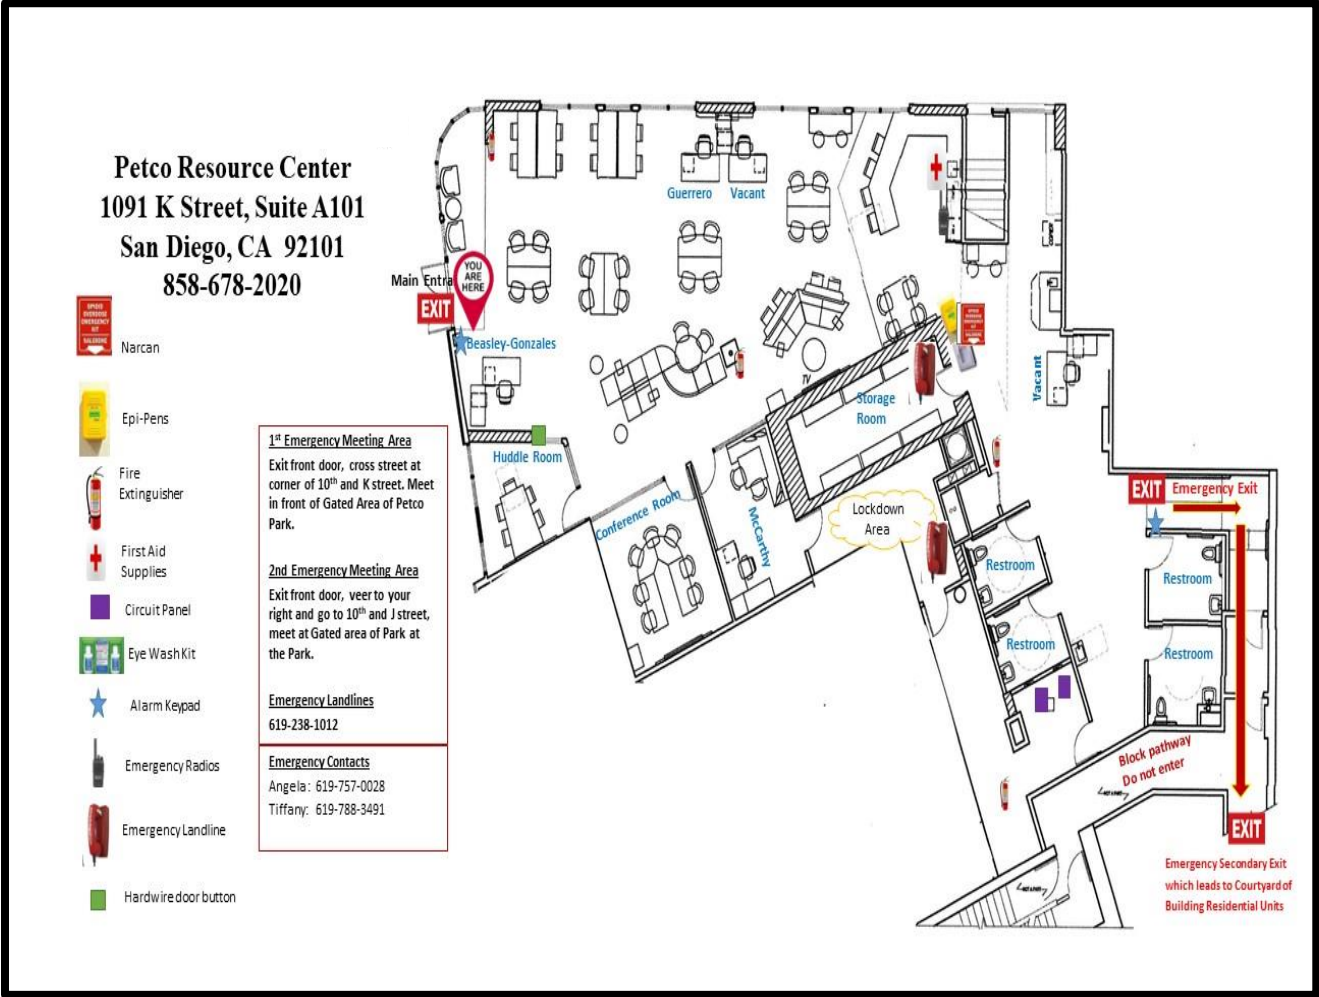 Petco Resource Center
1091 K Street, Suite A101
San Diego, CA 92101
858-678-2020
OPIOID
OVERDOSE
EMERGENCY
KIT
NALOXONE
Narcan
Epi-Pens
Fire
Extinguisher
First Aid
Supplies
Circuit Panel
Eye Wash Kit
Alarm Keypad
Emergency Radios
Emergency Landline
Hardwire door button
1st Emergency Meeting Area
Exit front door, cross street at
corner of 10th and K street. Meet
in front of Gated Area of Petco
Park.
2nd Emergency Meeting Area
Exit front door, veer to your
right and go to 10th and J street,
meet at Gated area of Park at
the Park.
Emergency Landlines
619-238-1012
Emergency Contacts
Angela: 619-757-0028
Tiffany: 619-788-3491
Main Entra
YOU
ARE
HERE
EXIT
Beasley-Gonzales
Guerrero
Vacant
Huddle Room
Conference Room
McCarthy
TV
Storage
Room
Lockdown
Area
Vacant
Restroom
Restroom
EXIT
Emergency Exit
Restroom
Restroom
Block pathway
Do not enter
EXIT
Emergency Secondary Exit
which leads to Courtyard of
Building Residential Units